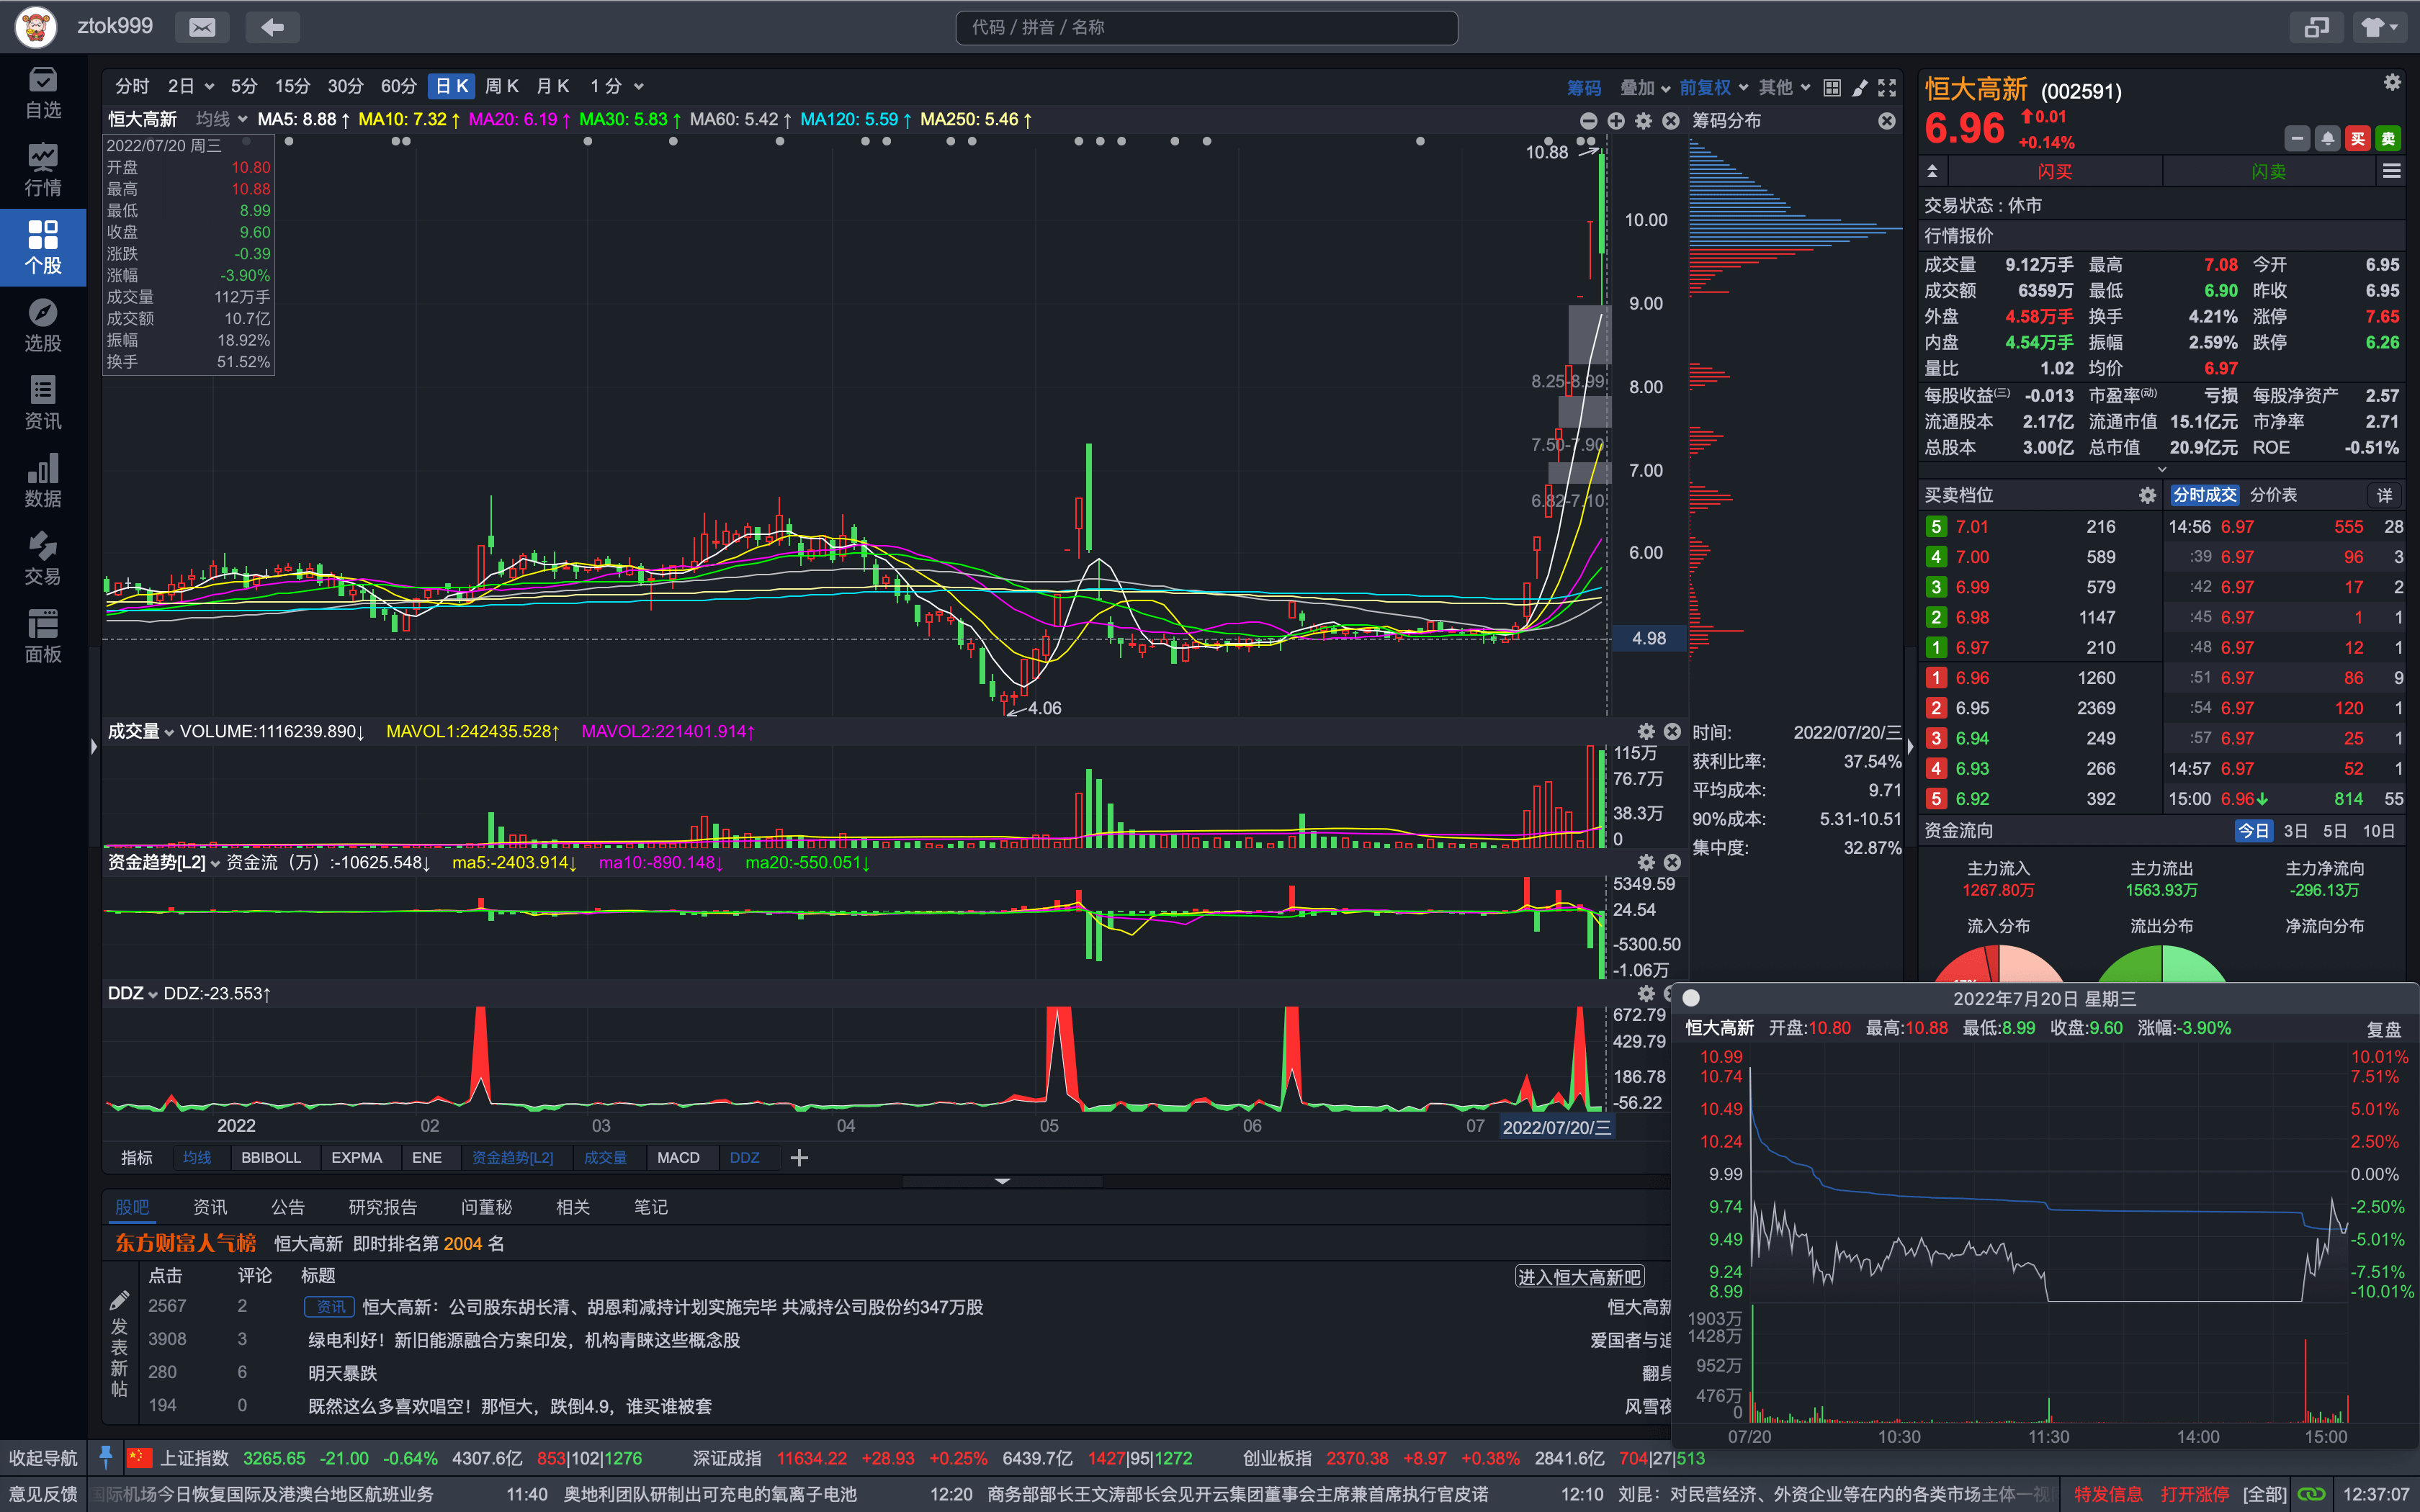 ztok999
代码 / 拼音 / 名称
自选
行情
个股
选股
资讯
数据
交易
面板
分时 2日 5分 15分 30分 60分 日K 周K 月K 1分
筹码 叠加 前复权 其他
恒大高新 均线 MA5: 8.88↑ MA10: 7.32↑ MA20: 6.19↑ MA30: 5.83↑ MA60: 5.42↑ MA120: 5.59↑ MA250: 5.46↑
筹码分布
2022/07/20 周三
开盘 10.80
最高 10.88
最低 8.99
收盘 9.60
涨跌 -0.39
涨幅 -3.90%
成交量 112万手
成交额 10.7亿
振幅 18.92%
换手 51.52%
10.88
10.00
9.00
8.25-8.99 8.00
7.50-7.90
7.00
6.82-7.10
6.00
4.98
4.06
成交量 VOLUME:1116239.890↓ MAVOL1:242435.528↑ MAVOL2:221401.914↑
115万
76.7万
38.3万
0
资金趋势[L2] 资金流（万）:-10625.548↓ ma5:-2403.914↓ ma10:-890.148↓ ma20:-550.051↓
5349.59
24.54
-5300.50
-1.06万
DDZ DDZ:-23.553↑
672.79
429.79
186.78
-56.22
2022 02 03 04 05 06 07 2022/07/20/三
指标 均线 BBIBOLL EXPMA ENE 资金趋势[L2] 成交量 MACD DDZ
时间: 2022/07/20/三
获利比率: 37.54%
平均成本: 9.71
90%成本: 5.31-10.51
集中度: 32.87%
股吧 资讯 公告 研究报告 问董秘 相关 笔记
东方财富人气榜 恒大高新 即时排名第 2004 名
点击 评论 标题
进入恒大高新吧
发表新帖
2567 2 资讯 恒大高新：公司股东胡长清、胡恩莉减持计划实施完毕 共减持公司股份约347万股 恒大高新
3908 3 绿电利好！新旧能源融合方案印发，机构青睐这些概念股 爱国者与追
280 6 明天暴跌 翻身
194 0 既然这么多喜欢唱空！那恒大，跌倒4.9，谁买谁被套 风雪夜
恒大高新 (002591)
6.96 0.01
+0.14%
买 卖
闪买 闪卖
交易状态 : 休市
行情报价
成交量 9.12万手 最高 7.08 今开 6.95
成交额 6359万 最低 6.90 昨收 6.95
外盘 4.58万手 换手 4.21% 涨停 7.65
内盘 4.54万手 振幅 2.59% 跌停 6.26
量比 1.02 均价 6.97
每股收益(三) -0.013 市盈率(动) 亏损 每股净资产 2.57
流通股本 2.17亿 流通市值 15.1亿元 市净率 2.71
总股本 3.00亿 总市值 20.9亿元 ROE -0.51%
买卖档位 分时成交 分价表 详
5 7.01 216 14:56 6.97 555 28
4 7.00 589 :39 6.97 96 3
3 6.99 579 :42 6.97 17 2
2 6.98 1147 :45 6.97 1 1
1 6.97 210 :48 6.97 12 1
1 6.96 1260 :51 6.97 86 9
2 6.95 2369 :54 6.97 120 1
3 6.94 249 :57 6.97 25 1
4 6.93 266 14:57 6.97 52 1
5 6.92 392 15:00 6.96↓ 814 55
资金流向 今日 3日 5日 10日
主力流入 主力流出 主力净流向
1267.80万 1563.93万 -296.13万
流入分布 流出分布 净流向分布
2022年7月20日 星期三
恒大高新 开盘:10.80 最高:10.88 最低:8.99 收盘:9.60 涨幅:-3.90% 复盘
10.99 10.01%
10.74 7.51%
10.49 5.01%
10.24 2.50%
9.99 0.00%
9.74 -2.50%
9.49 -5.01%
9.24 -7.51%
8.99 -10.01%
1903万
1428万
952万
476万
0
07/20 10:30 11:30 14:00 15:00
收起导航 上证指数 3265.65 -21.00 -0.64% 4307.6亿 853|102|1276 深证成指 11634.22 +28.93 +0.25% 6439.7亿 1427|95|1272 创业板指 2370.38 +8.97 +0.38% 2841.6亿 704|27|513
意见反馈 国际机场今日恢复国际及港澳台地区航班业务 11:40 奥地利团队研制出可充电的氧离子电池 12:20 商务部部长王文涛部长会见开云集团董事会主席兼首席执行官皮诺 12:10 刘昆：对民营经济、外资企业等在内的各类市场主体一视 特发信息 打开涨停 [全部] 12:37:07